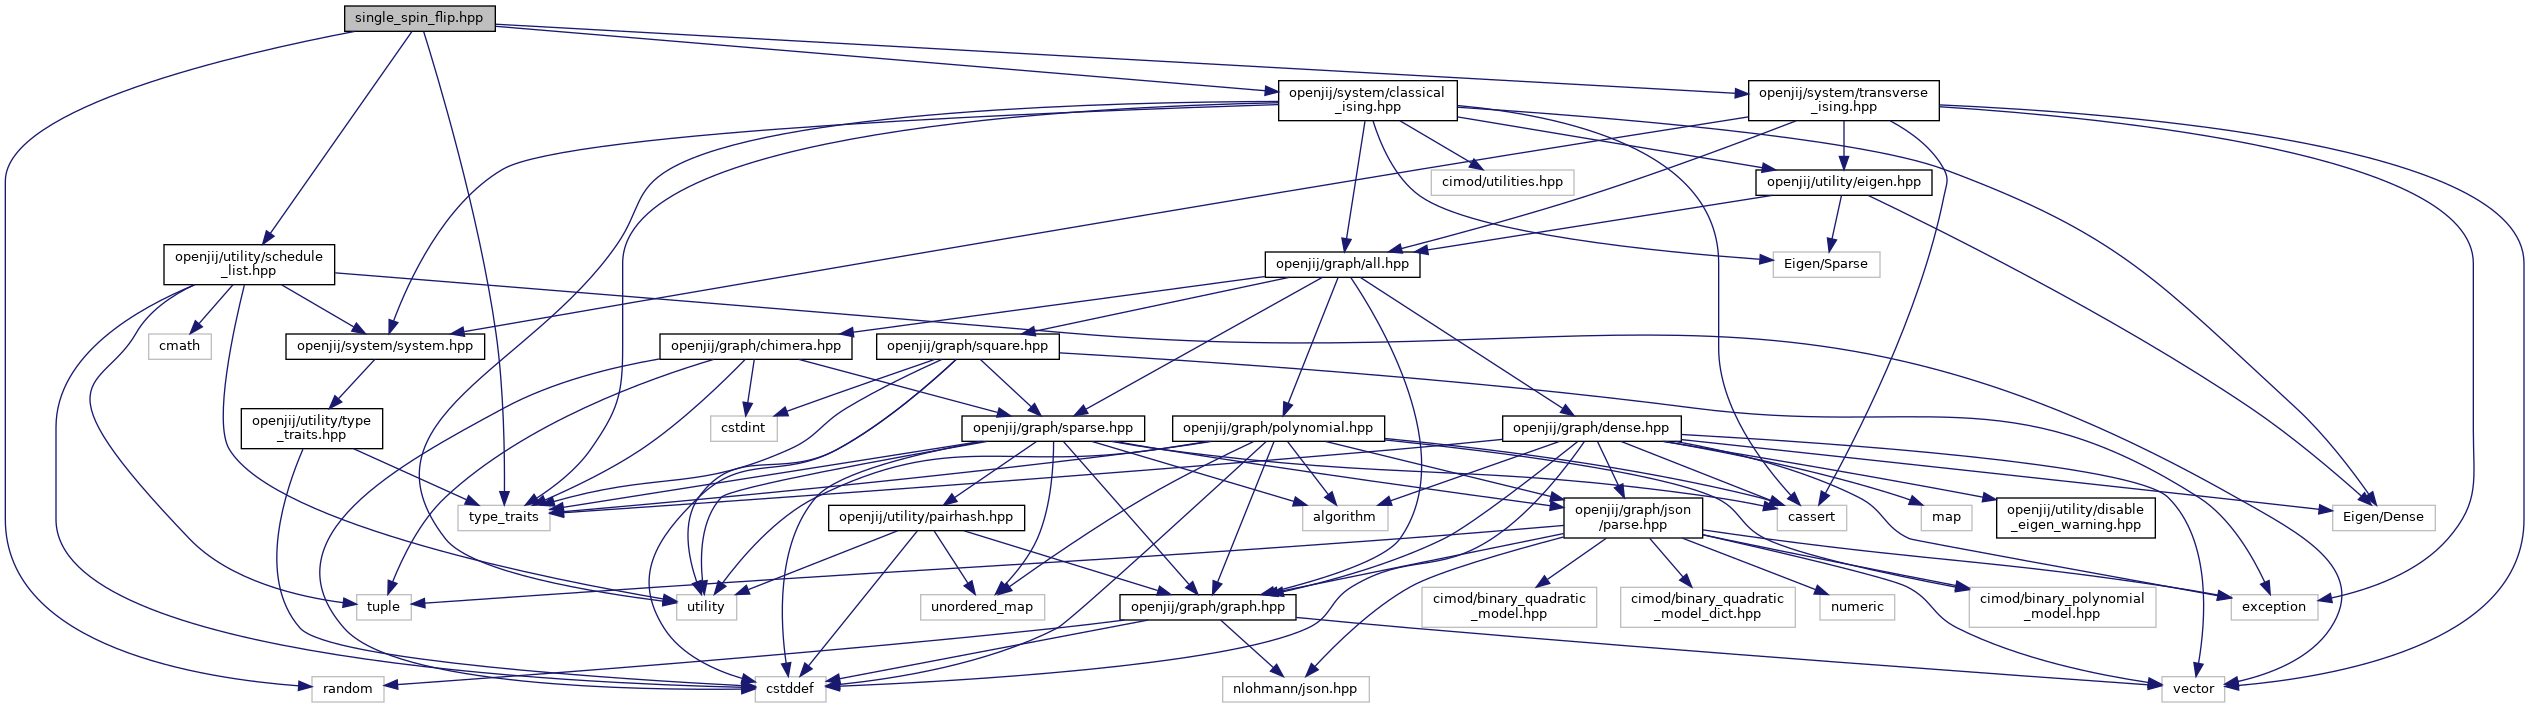 single_spin_flip.hpp
openjij/system/classical
_ising.hpp
openjij/system/transverse
_ising.hpp
cimod/utilities.hpp
openjij/utility/eigen.hpp
openjij/utility/schedule
_list.hpp
openjij/graph/all.hpp
Eigen/Sparse
cmath
openjij/system/system.hpp
openjij/graph/chimera.hpp
openjij/graph/square.hpp
openjij/utility/type
_traits.hpp
cstdint
openjij/graph/sparse.hpp
openjij/graph/polynomial.hpp
openjij/graph/dense.hpp
type_traits
openjij/utility/pairhash.hpp
algorithm
openjij/graph/json
/parse.hpp
cassert
map
openjij/utility/disable
_eigen_warning.hpp
Eigen/Dense
tuple
utility
unordered_map
openjij/graph/graph.hpp
cimod/binary_quadratic
_model.hpp
cimod/binary_quadratic
_model_dict.hpp
numeric
cimod/binary_polynomial
_model.hpp
exception
random
cstddef
nlohmann/json.hpp
vector